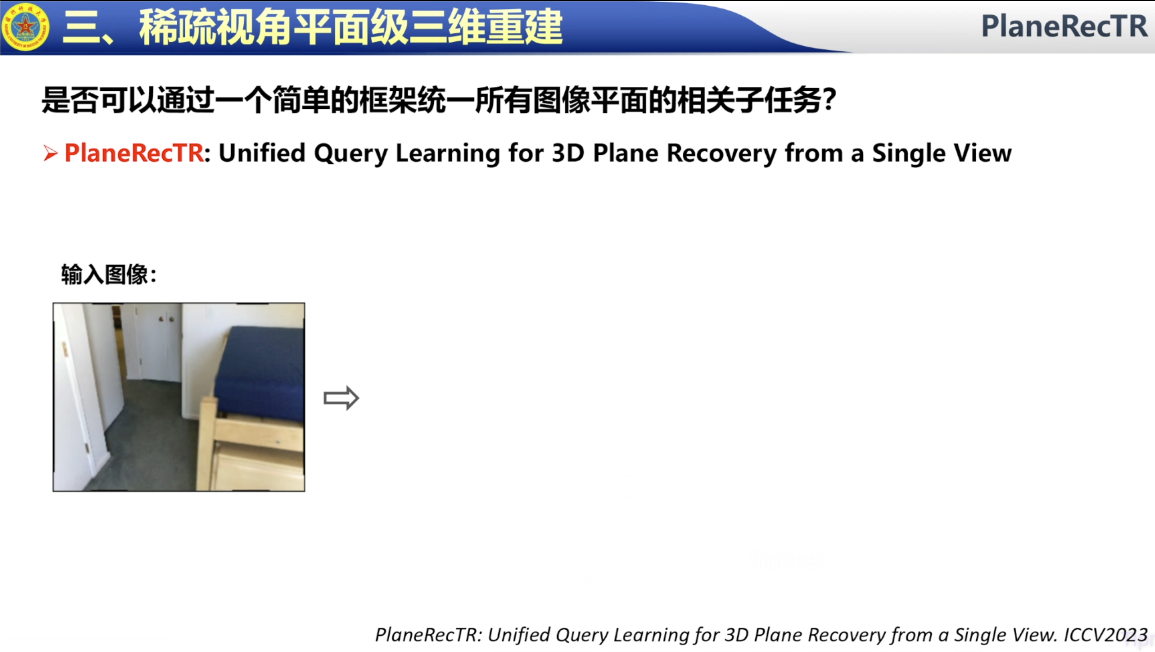 三、稀疏视角平面级三维重建
PlaneRecTR
是否可以通过一个简单的框架统一所有图像平面的相关子任务?
➢ PlaneRecTR: Unified Query Learning for 3D Plane Recovery from a Single View
输入图像:
PlaneRecTR: Unified Query Learning for 3D Plane Recovery from a Single View. ICCV2023